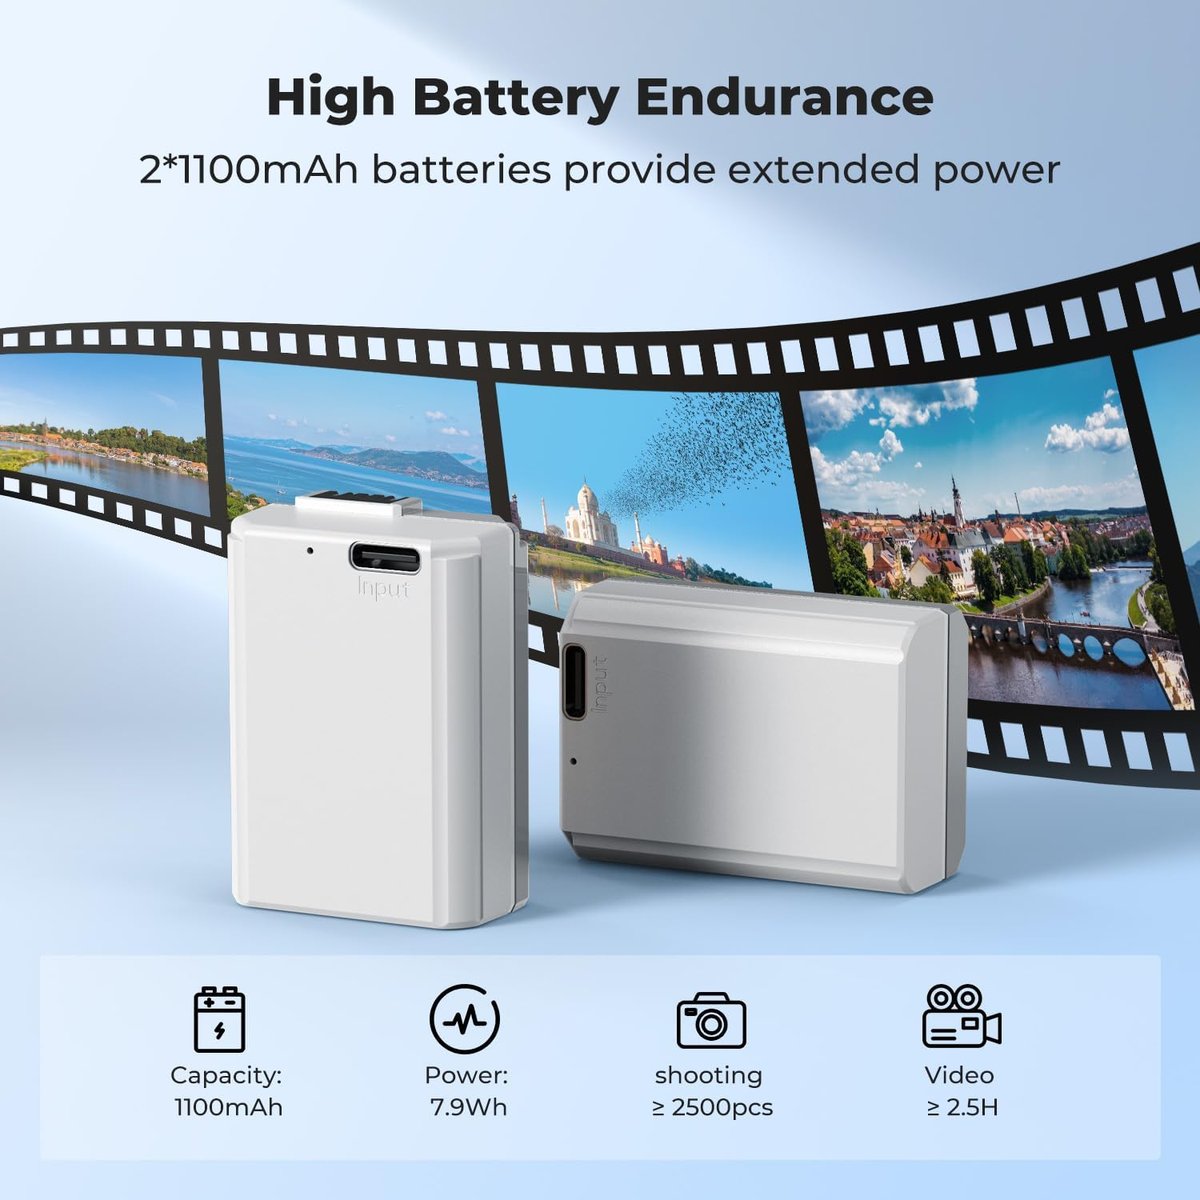 High Battery Endurance
2*1100mAh batteries provide extended power
Input
Input
Capacity:
1100mAh
Power:
7.9Wh
shooting
≥ 2500pcs
Video
≥ 2.5H